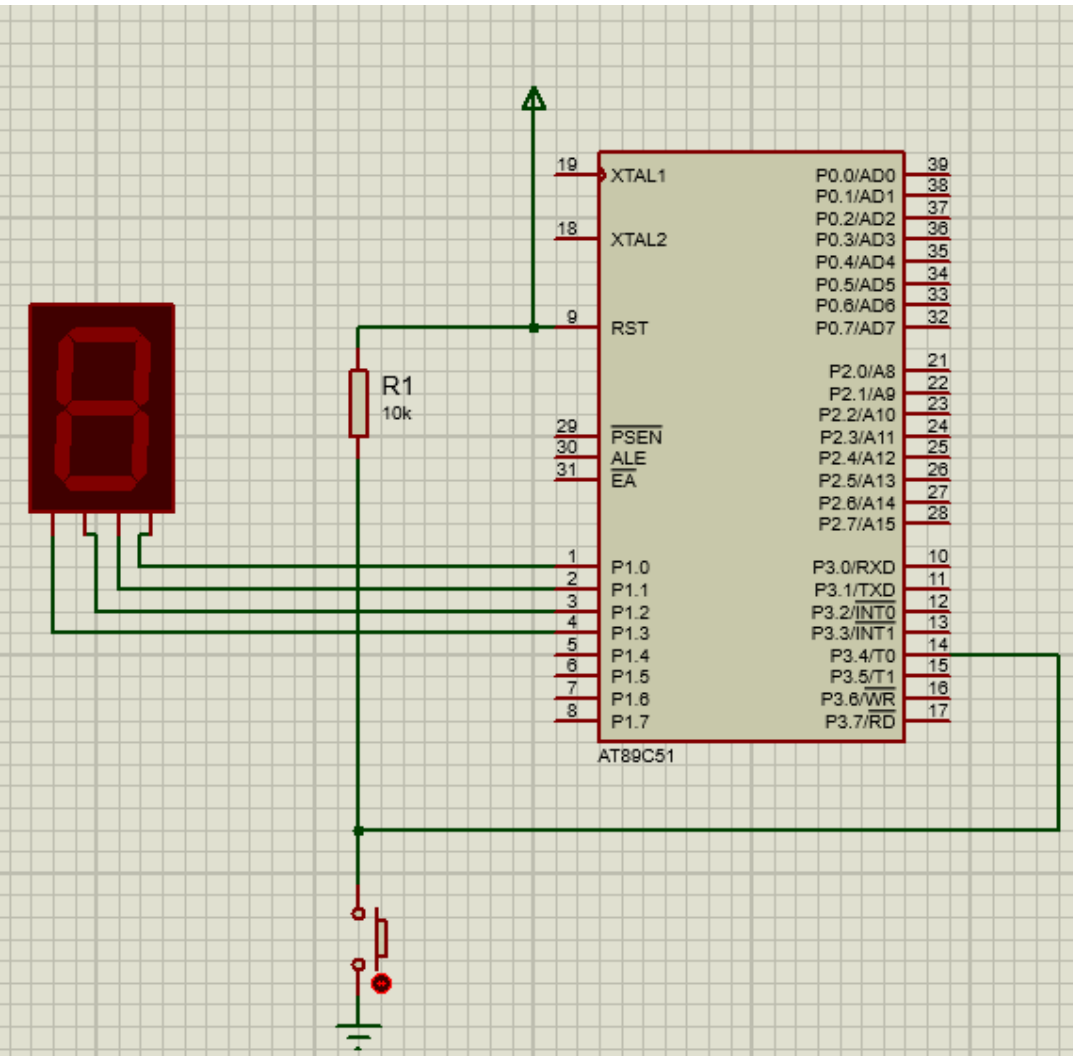 19 XTAL1
18 XTAL2
9 RST
29 PSEN
30 ALE
31 EA
1 P1.0
2 P1.1
3 P1.2
4 P1.3
5 P1.4
6 P1.5
7 P1.6
8 P1.7
P0.0/AD0 39
P0.1/AD1 38
P0.2/AD2 37
P0.3/AD3 36
P0.4/AD4 35
P0.5/AD5 34
P0.6/AD6 33
P0.7/AD7 32
P2.0/A8 21
P2.1/A9 22
P2.2/A10 23
P2.3/A11 24
P2.4/A12 25
P2.5/A13 26
P2.6/A14 27
P2.7/A15 28
P3.0/RXD 10
P3.1/TXD 11
P3.2/INT0 12
P3.3/INT1 13
P3.4/T0 14
P3.5/T1 15
P3.6/WR 16
P3.7/RD 17
AT89C51
R1
10k